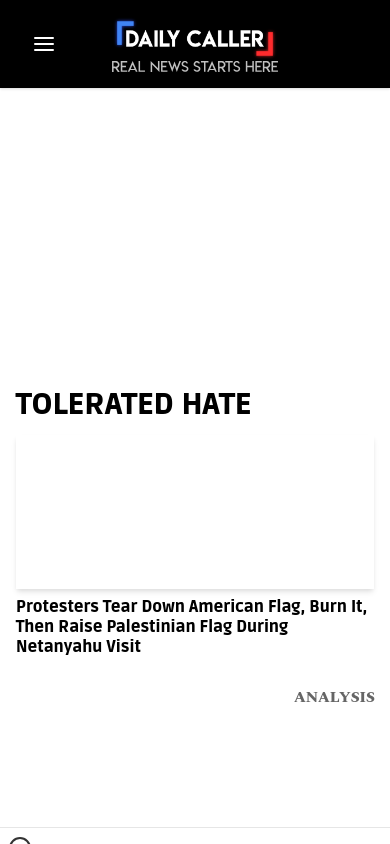 DAILY CALLER
REAL NEWS STARTS HERE
TOLERATED HATE
Protesters Tear Down American Flag, Burn It,
Then Raise Palestinian Flag During
Netanyahu Visit
ANALYSIS